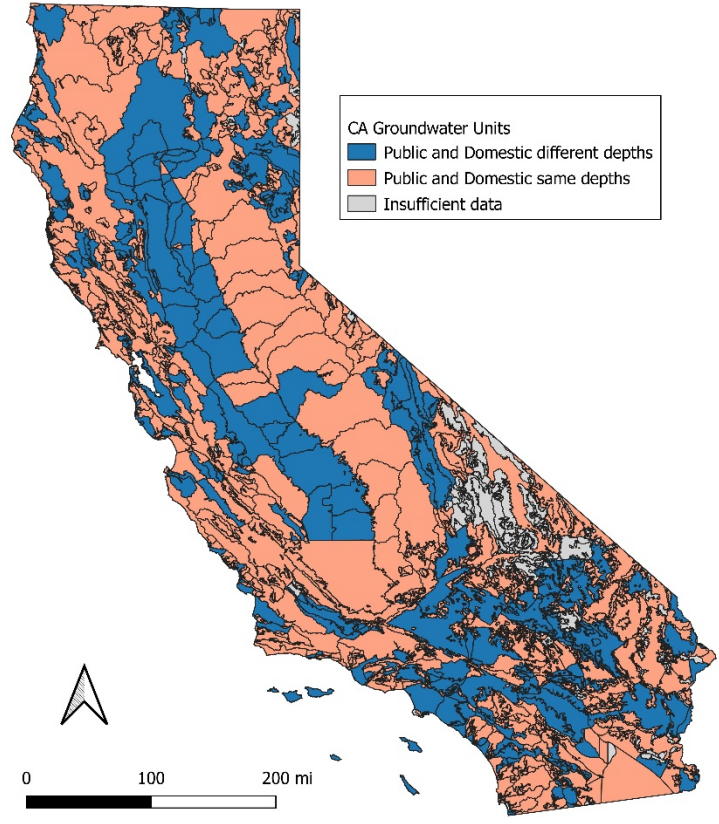 CA Groundwater Units
Public and Domestic different depths
Public and Domestic same depths
Insufficient data
0 100 200 mi